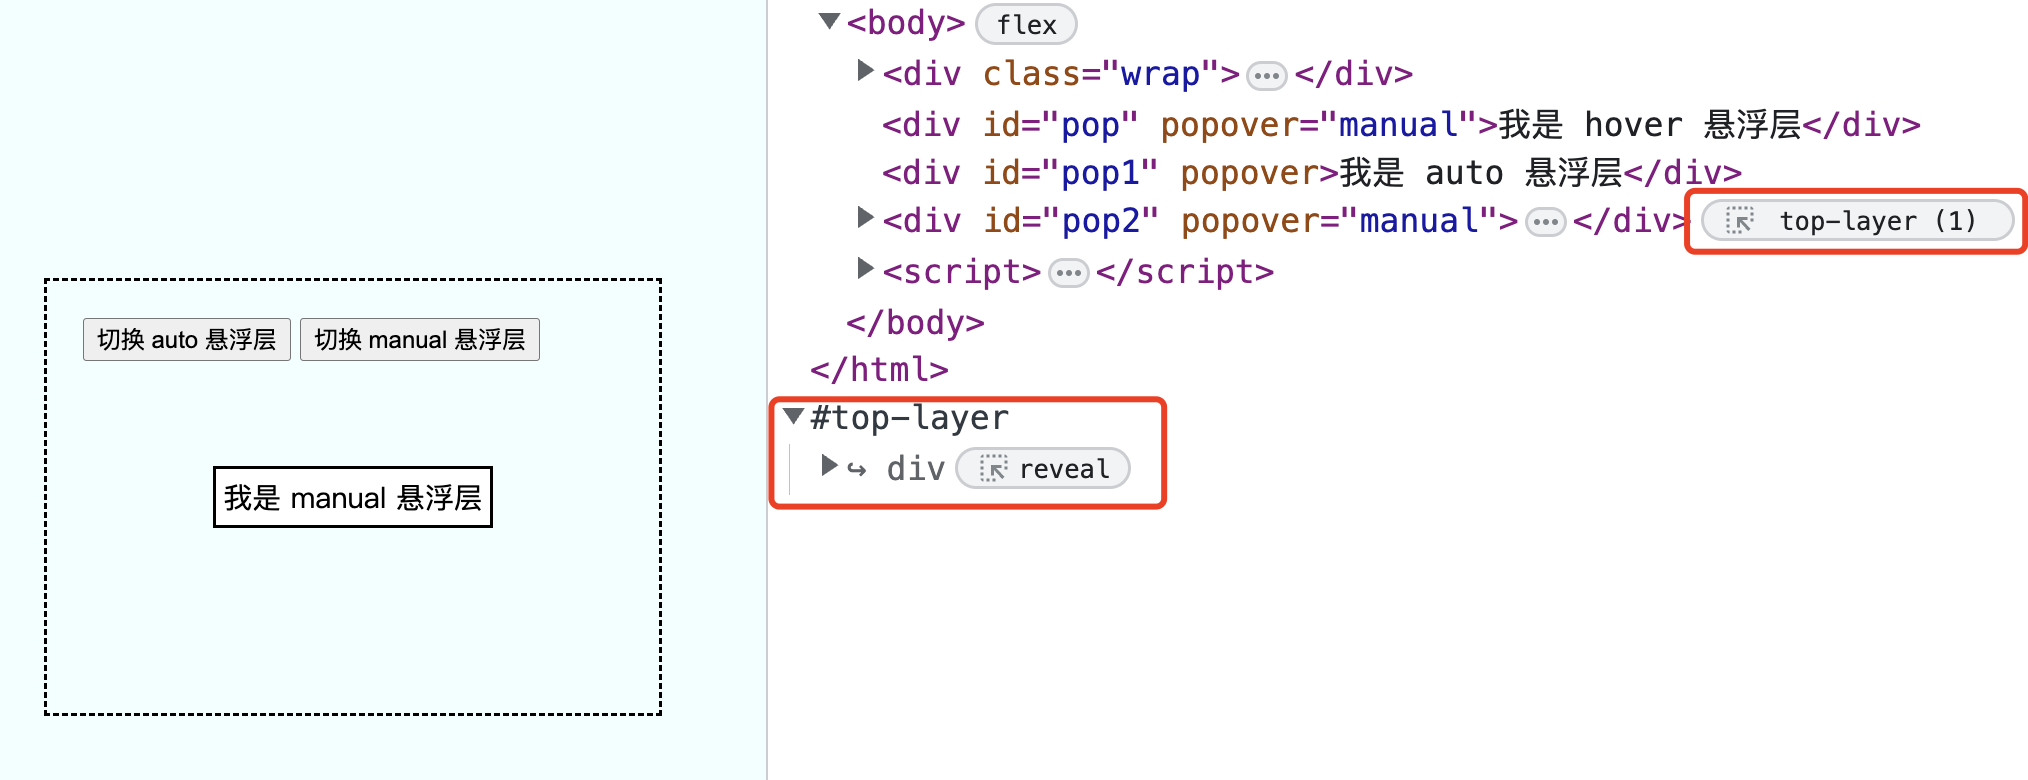 切换 auto 悬浮层 切换 manual 悬浮层
我是 manual 悬浮层
<body> flex
<div class="wrap"> ••• </div>
<div id="pop" popover="manual">我是 hover 悬浮层</div>
<div id="pop1" popover>我是 auto 悬浮层</div>
<div id="pop2" popover="manual"> ••• </div> top-layer (1)
<script> ••• </script>
</body>
</html>
#top-layer
↪ div reveal